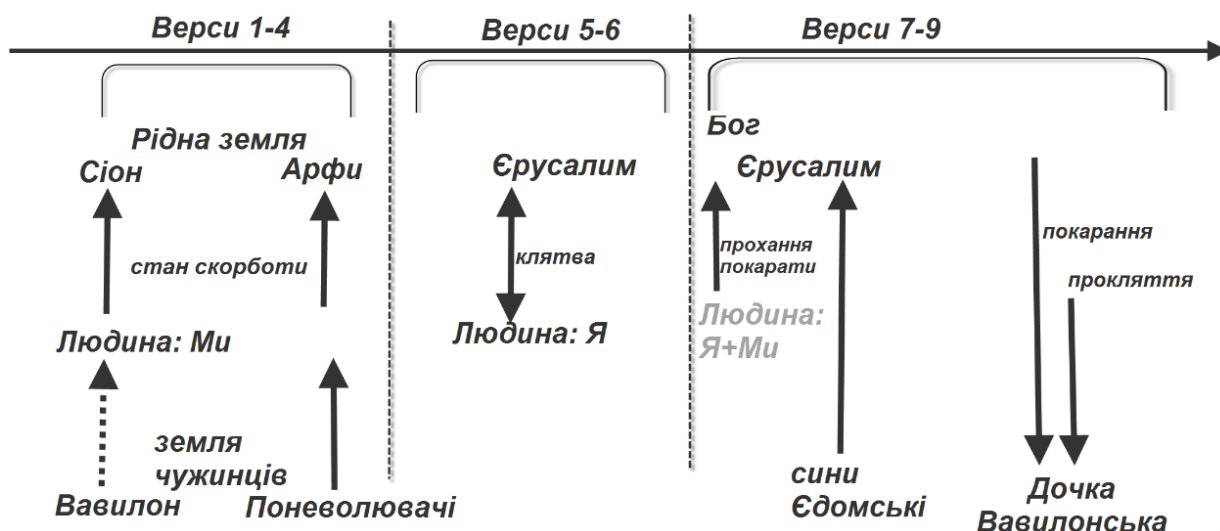 Верси 1-4
Верси 5-6
Верси 7-9
Рідна земля
Сіон
Арфи
стан скорботи
Людина: Ми
земля
чужинців
Вавилон
Поневолювачі
Єрусалим
клятва
Людина: Я
Бог
Єрусалим
прохання
покарати
Людина:
Я+Ми
сини
Єдомські
покарання
прокляття
Дочка
Вавилонська